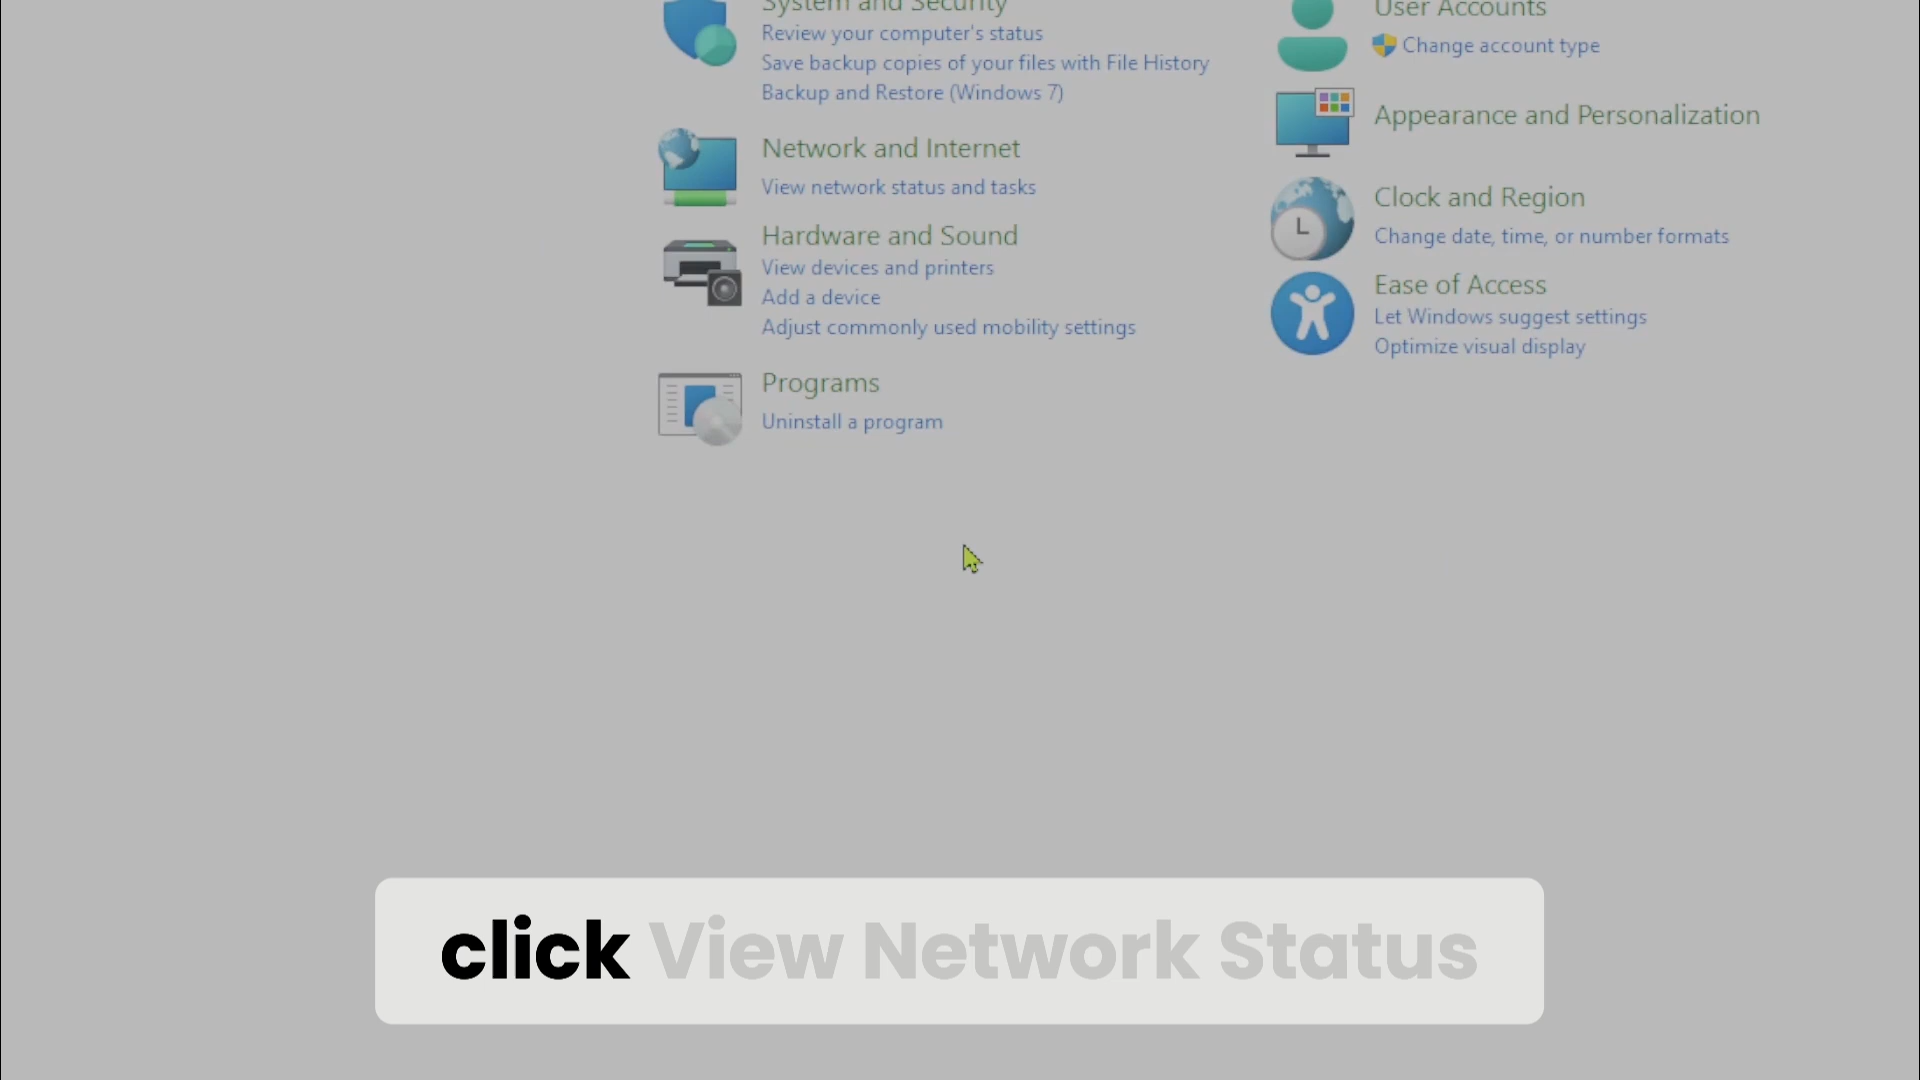 System and Security
Review your computer's status
Save backup copies of your files with File History
Backup and Restore (Windows 7)
Network and Internet
View network status and tasks
Hardware and Sound
View devices and printers
Add a device
Adjust commonly used mobility settings
Programs
Uninstall a program
User Accounts
Change account type
Appearance and Personalization
Clock and Region
Change date, time, or number formats
Ease of Access
Let Windows suggest settings
Optimize visual display
click View Network Status